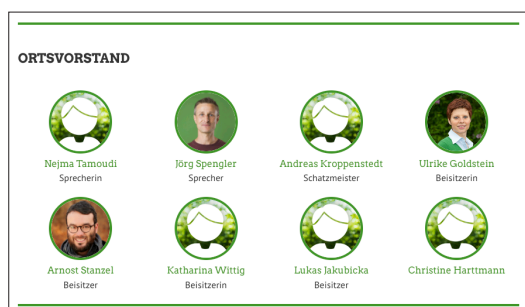 ORTSVORSTAND
Nejma Tamoudi
Sprecherin
Jörg Spengler
Sprecher
Andreas Kroppenstedt
Schatzmeister
Ulrike Goldstein
Beisitzerin
Arnost Stanzel
Beisitzer
Katharina Wittig
Beisitzerin
Lukas Jakubicka
Beisitzer
Christine Harttmann